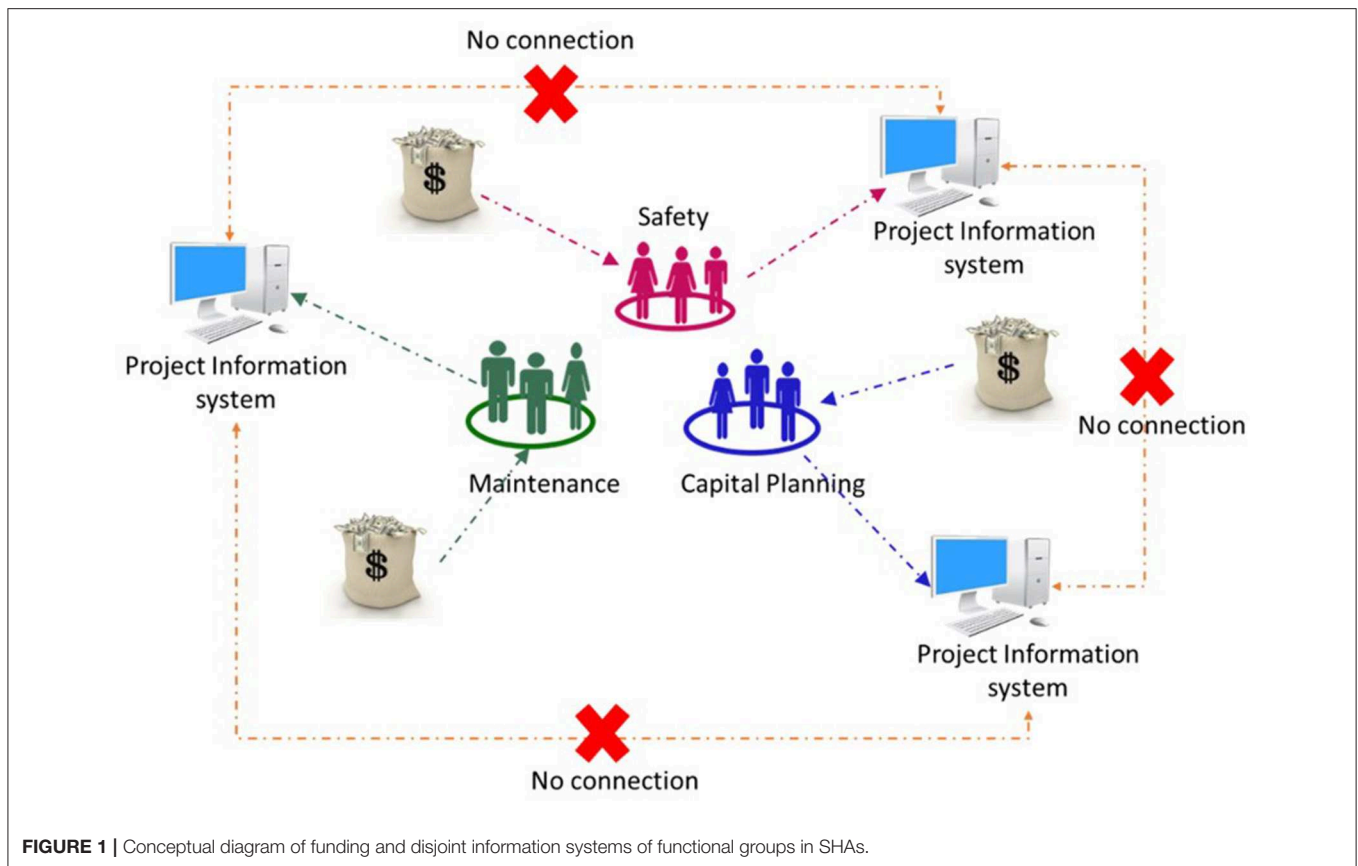 No connection
$
Safety
Project Information
system
Project Information
system
$
No connection
Maintenance
Capital Planning
$
Project Information
system
No connection
FIGURE 1 | Conceptual diagram of funding and disjoint information systems of functional groups in SHAs.